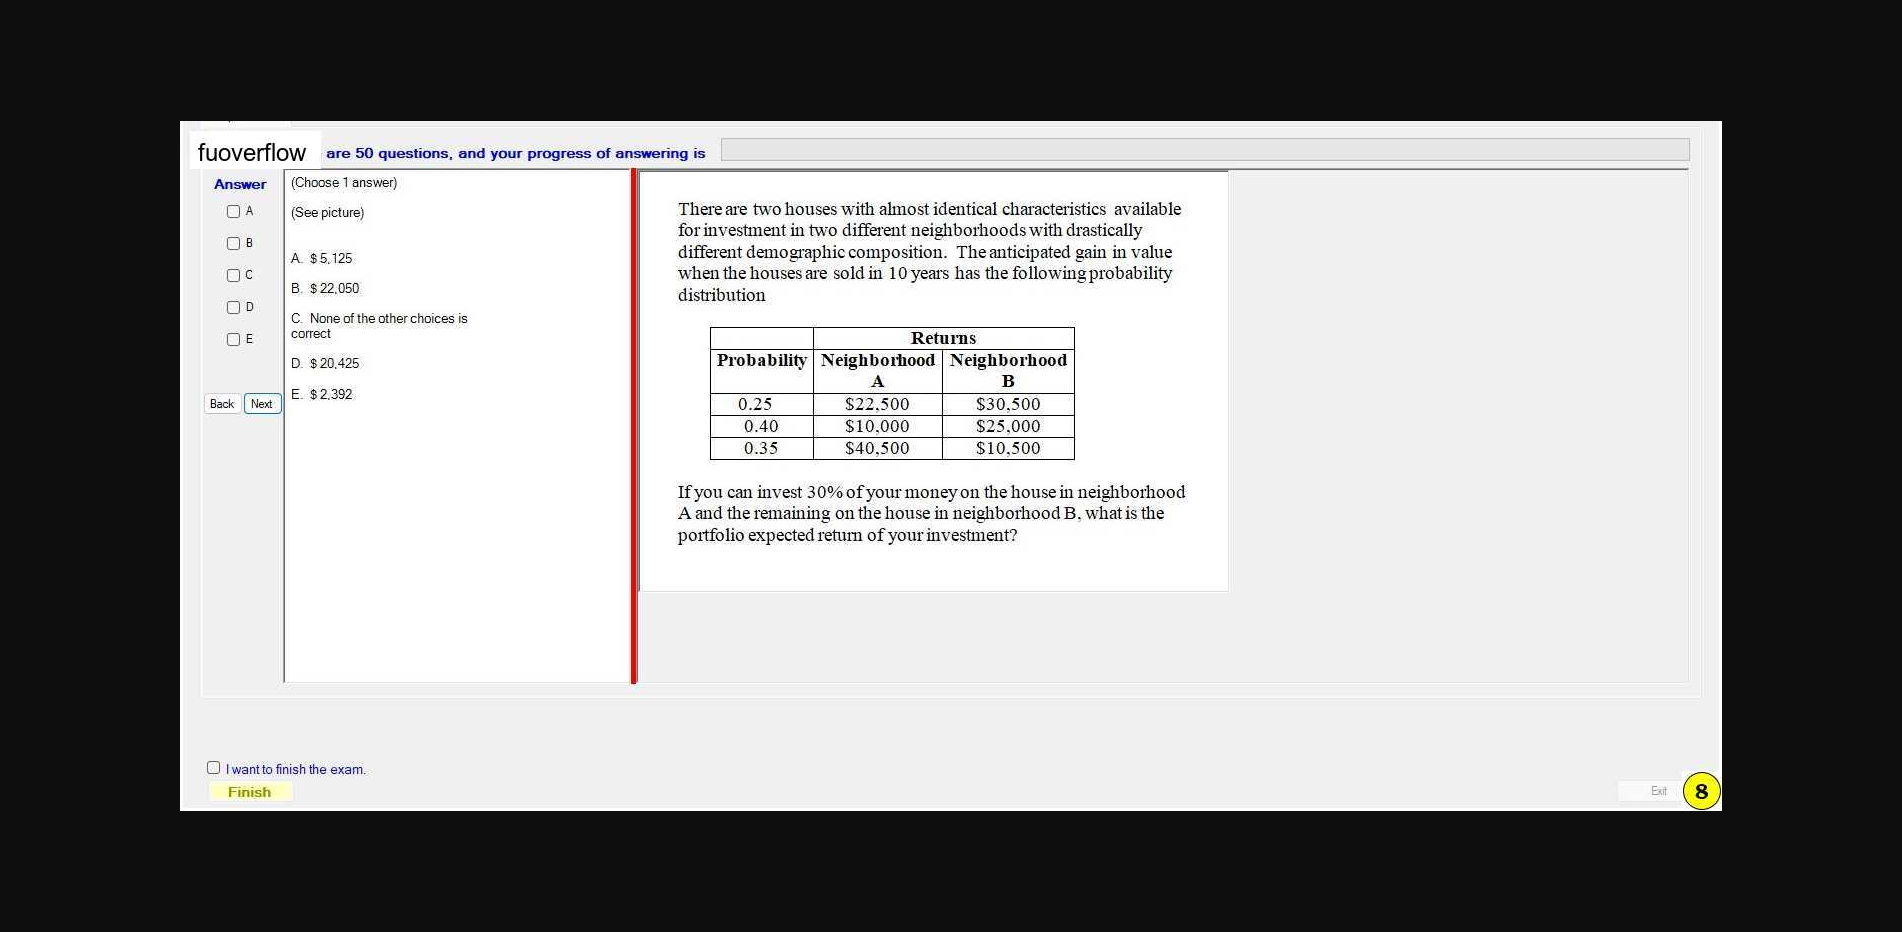 fuoverflow are 50 questions, and your progress of answering is
Answer
A
B
C
D
E
Back Next
(Choose 1 answer)
(See picture)
A. $ 5,125
B. $ 22,050
C. None of the other choices is
correct
D. $ 20,425
E. $ 2,392
There are two houses with almost identical characteristics available
for investment in two different neighborhoods with drastically
different demographic composition. The anticipated gain in value
when the houses are sold in 10 years has the following probability
distribution
Returns
Probability Neighborhood Neighborhood
A B
0.25 $22,500 $30,500
0.40 $10,000 $25,000
0.35 $40,500 $10,500
If you can invest 30% of your money on the house in neighborhood
A and the remaining on the house in neighborhood B, what is the
portfolio expected return of your investment?
I want to finish the exam.
Finish
Exit 8